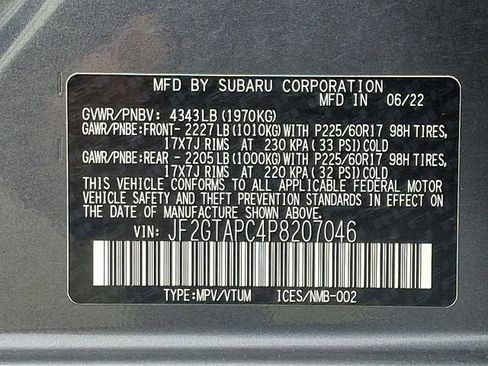 MFD BY SUBARU CORPORATION
MFD IN 06/22
GVWR/PNBV: 4343LB(1970KG)
GAWR/PNBE:FRONT- 2227LB(1010KG)WITH P225/60R17 98H TIRES,
17X7J RIMS AT 230 KPA(33 PSI)COLD
GAWR/PNBE:REAR - 2205LB(1000KG)WITH P225/60R17 98H TIRES,
17X7J RIMS AT 220 KPA(32 PSI)COLD
THIS VEHICLE CONFORMS TO ALL APPLICABLE FEDERAL MOTOR
VEHICLE SAFETY AND THEFT PREVENTION STANDARDS IN EFFECT
ON THE DATE OF MANUFACTURE SHOWN ABOVE.
VIN: JF2GTAPC4P8207046
TYPE:MPV/VTUM ICES/NMB-002